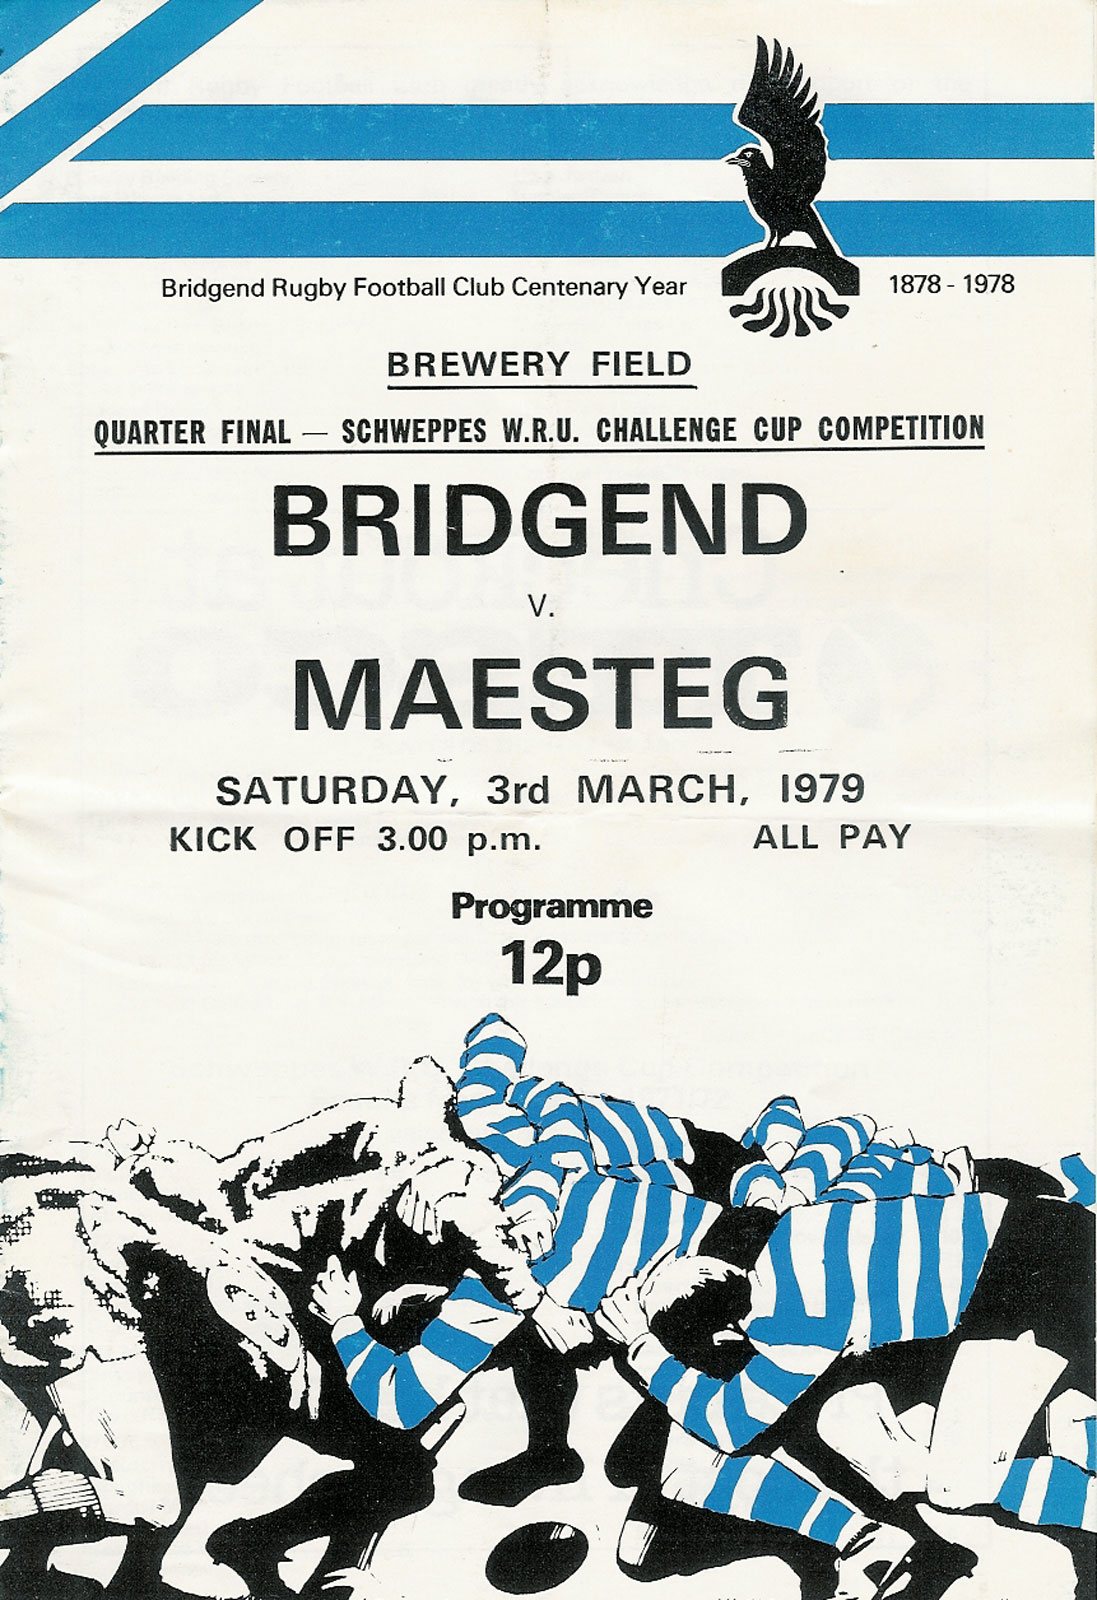 Bridgend Rugby Football Club Centenary Year 1878 - 1978
BREWERY FIELD
QUARTER FINAL — SCHWEPPES W.R.U. CHALLENGE CUP COMPETITION
BRIDGEND
V.
MAESTEG
SATURDAY, 3rd MARCH, 1979
KICK OFF 3.00 p.m. ALL PAY
Programme
12p